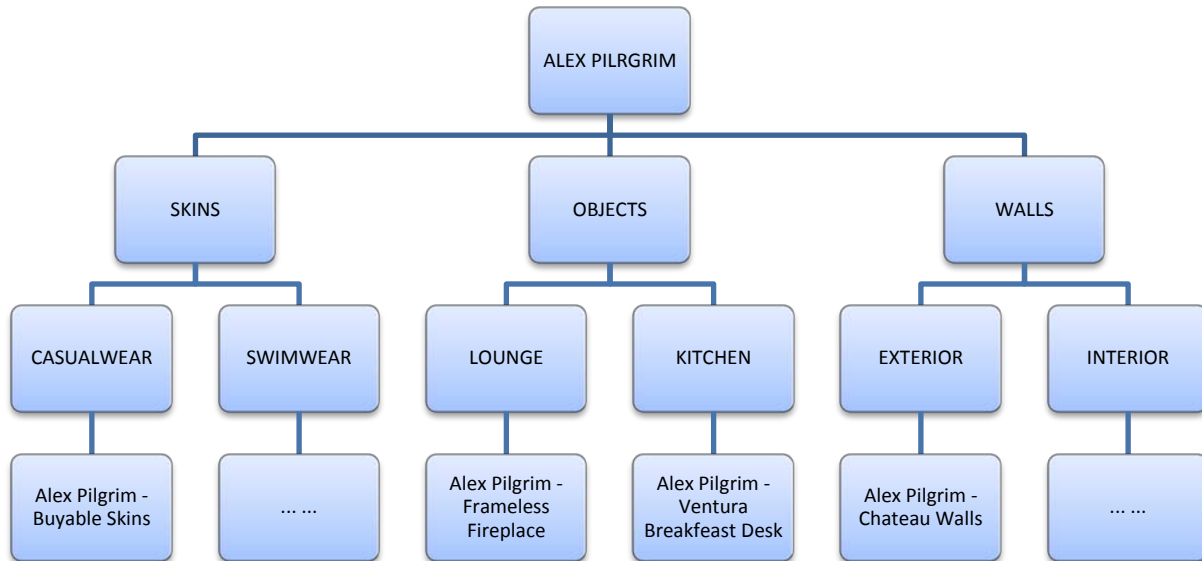 ALEX PILRGRIM
SKINS
OBJECTS
WALLS
CASUALWEAR
SWIMWEAR
LOUNGE
KITCHEN
EXTERIOR
INTERIOR
Alex Pilgrim -
Buyable Skins
... ...
Alex Pilgrim -
Frameless
Fireplace
Alex Pilgrim -
Ventura
Breakfeast Desk
Alex Pilgrim -
Chateau Walls
... ...